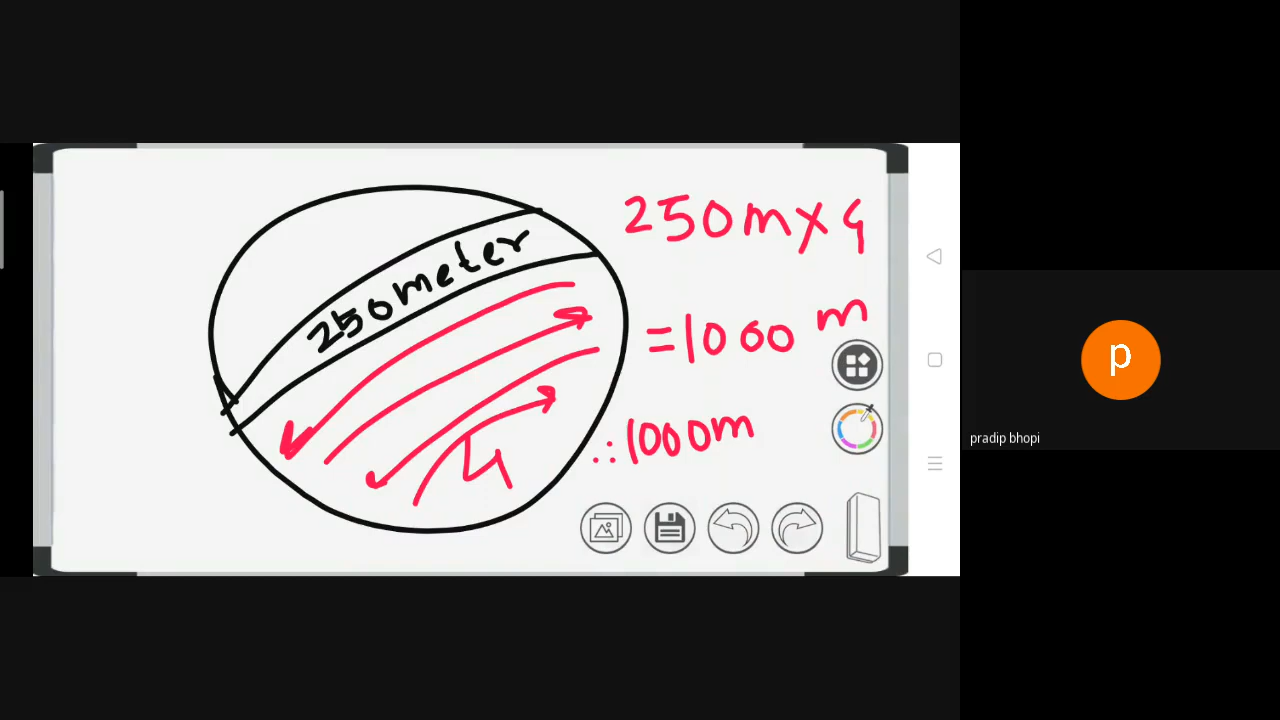 250meter
4
250m×4
=1000 m
∴1000m
p
pradip bhopi